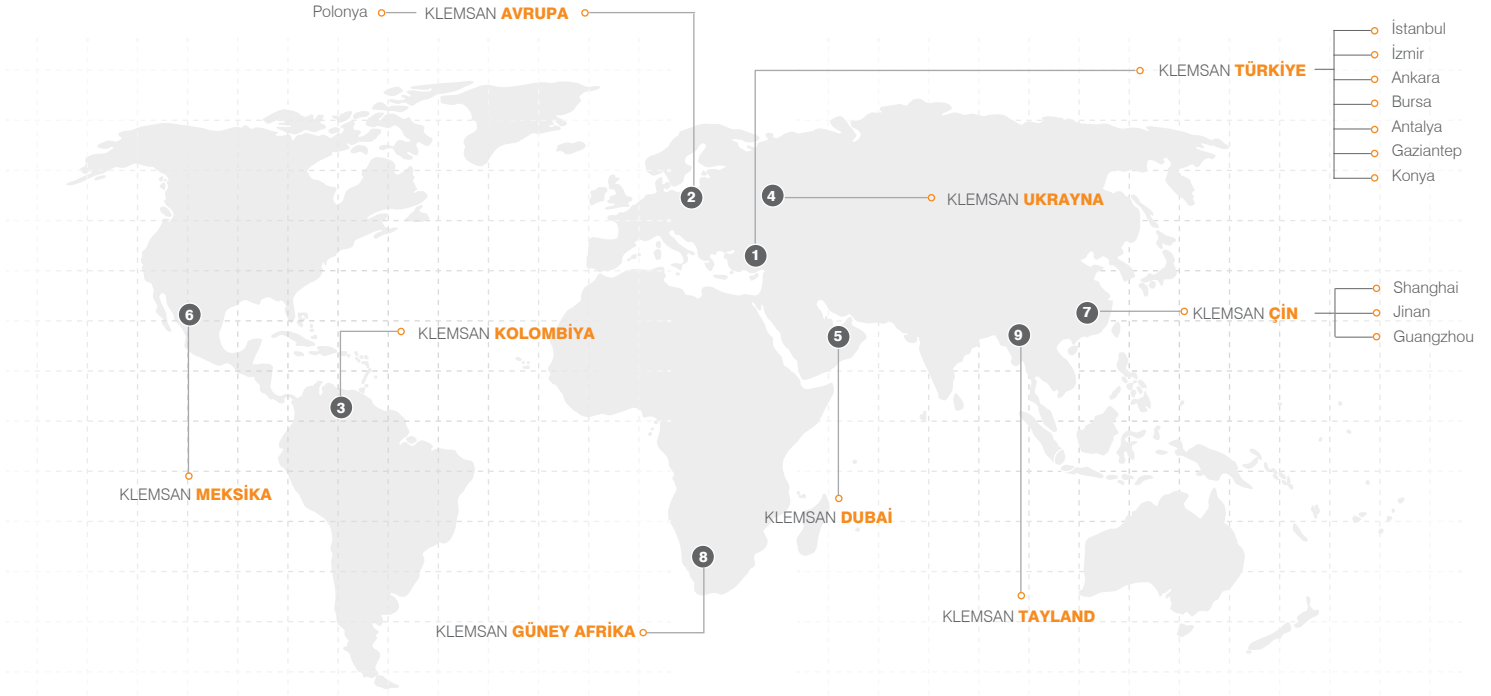 Polonya
KLEMSAN AVRUPA
KLEMSAN TÜRKİYE
İstanbul
İzmir
Ankara
Bursa
Antalya
Gaziantep
Konya
2
4
KLEMSAN UKRAYNA
1
6
KLEMSAN KOLOMBİYA
3
5
9
7
KLEMSAN ÇİN
Shanghai
Jinan
Guangzhou
KLEMSAN MEKSİKA
KLEMSAN DUBAİ
8
KLEMSAN GÜNEY AFRİKA
KLEMSAN TAYLAND